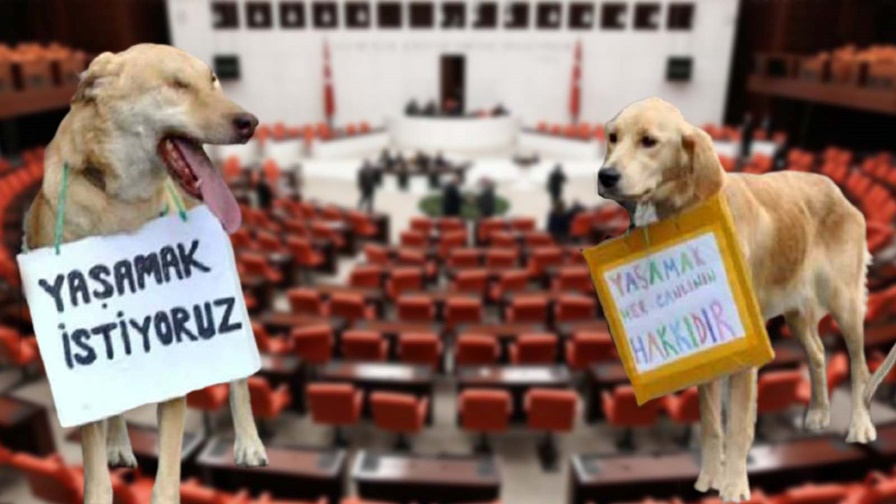 YAŞAMAK
İSTİYORUZ
YAŞAMAK
HER CANLININ
HAKKIDIR